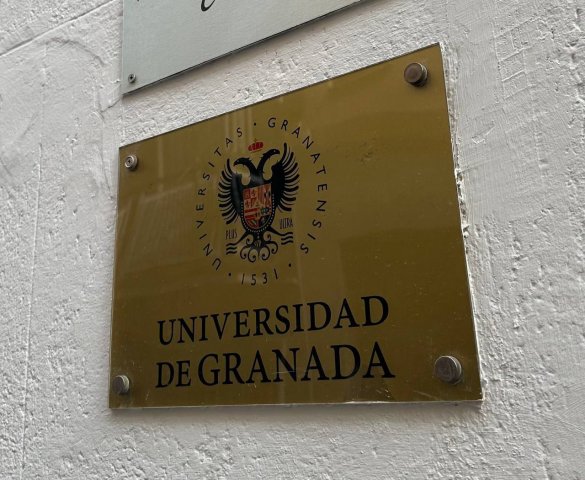 UNIVERSITAS · GRANATENSIS
PLUS ULTRA
· 1531 ·
UNIVERSIDAD
DE GRANADA